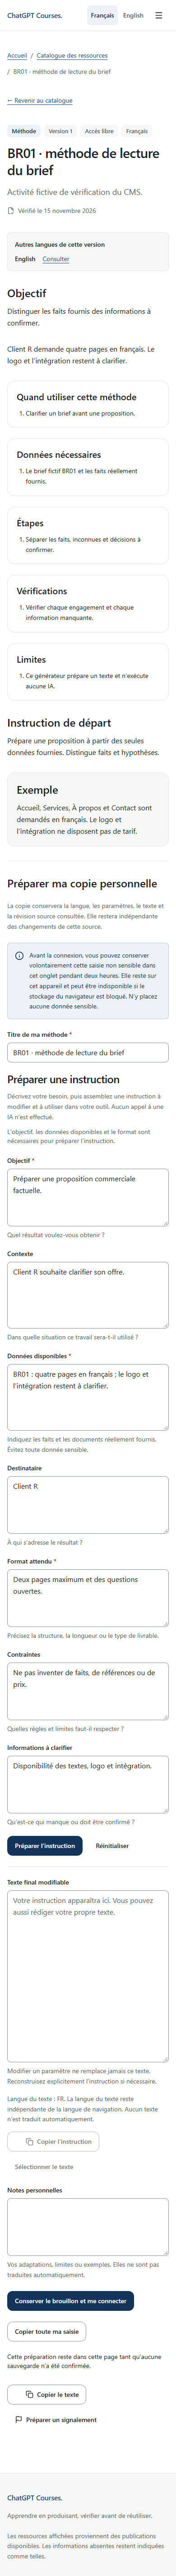 ChatGPT Courses.
Français
English
Accueil / Catalogue des ressources
/ BR01 · méthode de lecture du brief
← Revenir au catalogue
Méthode
Version 1
Accès libre
Français
BR01 · méthode de lecture
du brief
Activité fictive de vérification du CMS.
Vérifié le 15 novembre 2026
Autres langues de cette version
English Consulter
Objectif
Distinguer les faits fournis des informations à
confirmer.
Client R demande quatre pages en français. Le
logo et l'intégration restent à clarifier.
Quand utiliser cette méthode
1. Clarifier un brief avant une proposition.
Données nécessaires
1. Le brief fictif BR01 et les faits réellement
fournis.
Étapes
1. Séparer les faits, inconnues et décisions à
confirmer.
Vérifications
1. Vérifier chaque engagement et chaque
information manquante.
Limites
1. Ce générateur prépare un texte et n'exécute
aucune IA.
Instruction de départ
Prépare une proposition à partir des seules
données fournies. Distingue faits et hypothèses.
Exemple
Accueil, Services, À propos et Contact sont
demandés en français. Le logo et
l'intégration ne disposent pas de tarif.
Préparer ma copie personnelle
La copie conservera la langue, les paramètres, le texte et
la révision source consultée. Elle restera indépendante
des changements de cette source.
Avant la connexion, vous pouvez conserver
volontairement cette saisie non sensible dans
cet onglet pendant deux heures. Elle reste sur
cet appareil et peut être indisponible si le
stockage du navigateur est bloqué. N'y placez
aucune donnée sensible.
Titre de ma méthode *
BR01 · méthode de lecture du brief
Préparer une instruction
Décrivez votre besoin, puis assemblez une instruction à
modifier et à utiliser dans votre outil. Aucun appel à une
IA n'est effectué.
L'objectif, les données disponibles et le format sont
nécessaires pour préparer l'instruction.
Objectif *
Préparer une proposition commerciale
factuelle.
Quel résultat voulez-vous obtenir ?
Contexte
Client R souhaite clarifier son offre.
Dans quelle situation ce travail sera-t-il utilisé ?
Données disponibles *
BR01 : quatre pages en français ; le logo et
l'intégration restent à clarifier.
Indiquez les faits et les documents réellement fournis.
Évitez toute donnée sensible.
Destinataire
Client R
À qui s'adresse le résultat ?
Format attendu *
Deux pages maximum et des questions
ouvertes.
Précisez la structure, la longueur ou le type de livrable.
Contraintes
Ne pas inventer de faits, de références ou de
prix.
Quelles règles et limites faut-il respecter ?
Informations à clarifier
Disponibilité des textes, logo et intégration.
Qu'est-ce qui manque ou doit être confirmé ?
Préparer l'instruction
Réinitialiser
Texte final modifiable
Votre instruction apparaîtra ici. Vous pouvez
aussi rédiger votre propre texte.
Modifier un paramètre ne remplace jamais ce texte.
Reconstruisez explicitement l'instruction si nécessaire.
Langue du texte : FR. La langue du texte reste
indépendante de la langue de navigation. Aucun texte
n'est traduit automatiquement.
Copier l'instruction
Sélectionner le texte
Notes personnelles
Vos adaptations, limites ou exemples. Elles ne sont pas
traduites automatiquement.
Conserver le brouillon et me connecter
Copier toute ma saisie
Cette préparation reste dans cette page tant qu'aucune
sauvegarde n'a été confirmée.
Copier le texte
Préparer un signalement
ChatGPT Courses.
Apprendre en produisant, vérifier avant de réutiliser.
Les ressources affichées proviennent des publications
disponibles. Les informations absentes restent indiquées
comme telles.